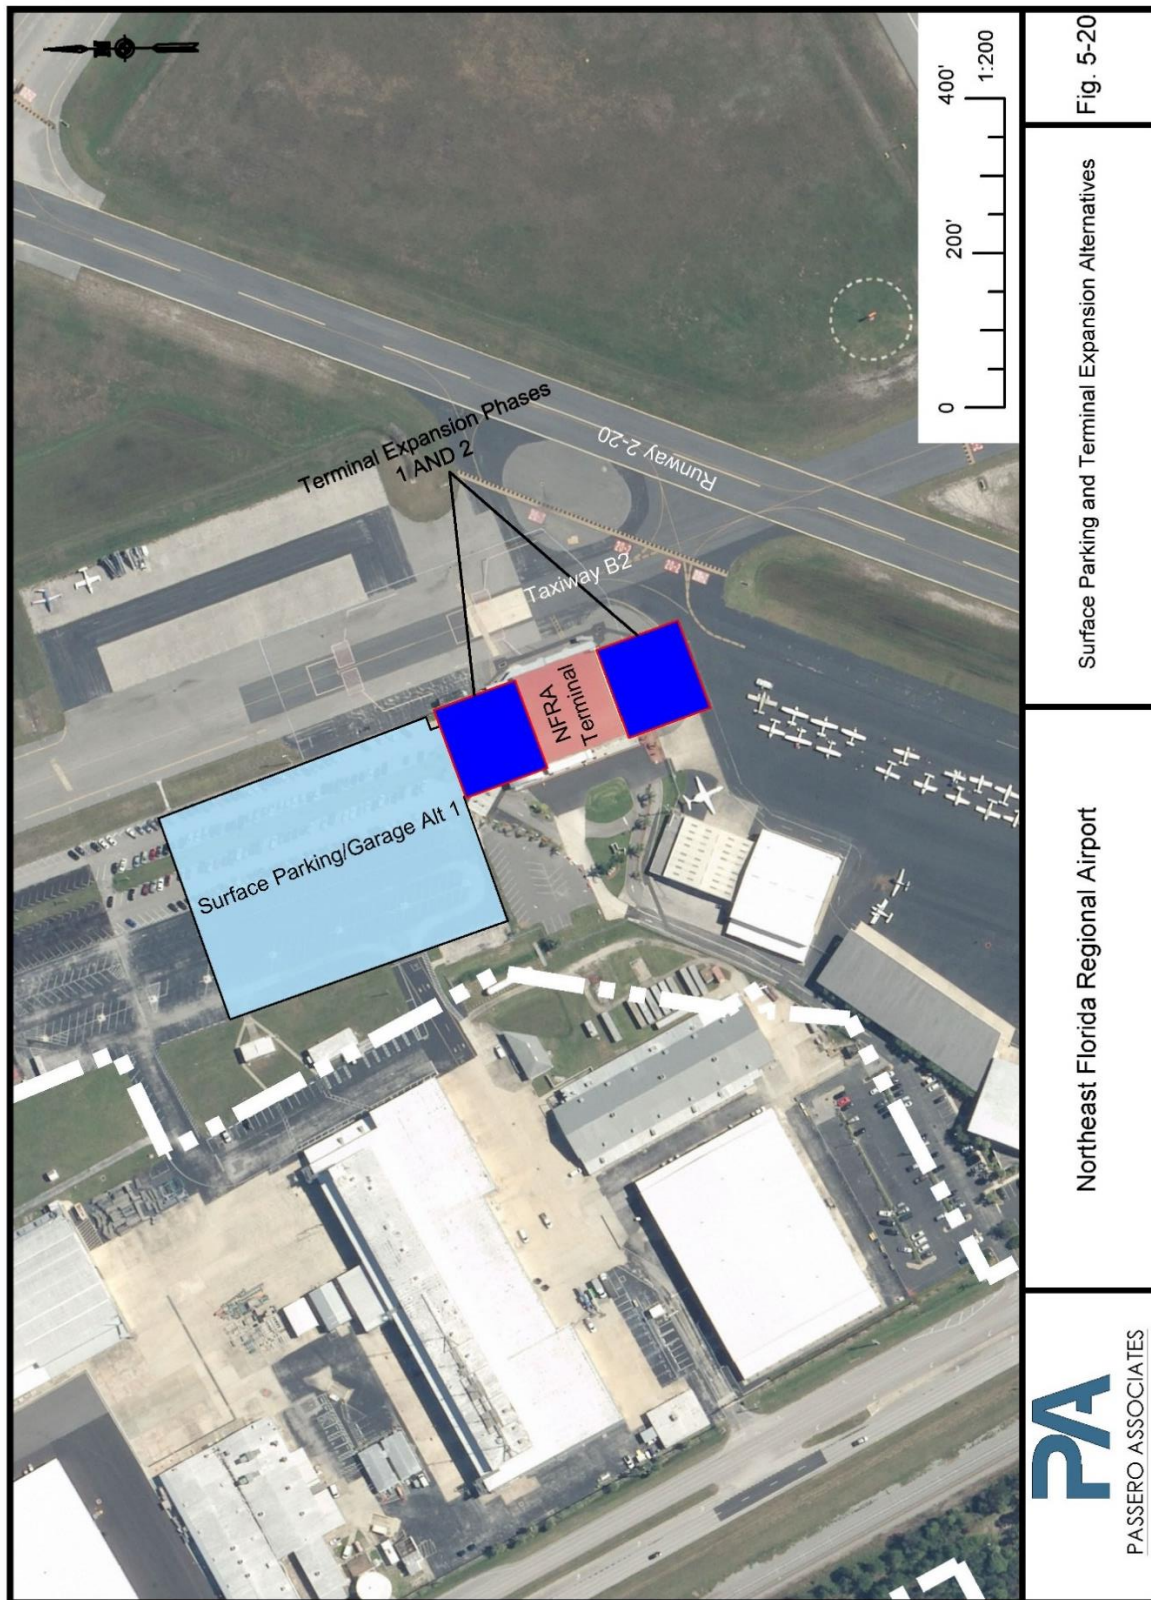 Terminal Expansion Phases
1 AND 2
Surface Parking/Garage Alt 1
NFRA
Terminal
Taxiway B2
Runway 2-20
0
200'
400'
1:200
PA
PASSERO ASSOCIATES
Northeast Florida Regional Airport
Surface Parking and Terminal Expansion Alternatives
Fig. 5-20